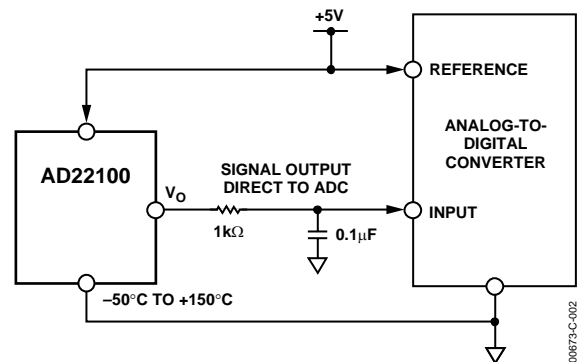 +5V
REFERENCE
ANALOG-TO-
DIGITAL
CONVERTER
AD22100
V_O
SIGNAL OUTPUT
DIRECT TO ADC
1kΩ
0.1μF
INPUT
–50°C TO +150°C
00673-C-002